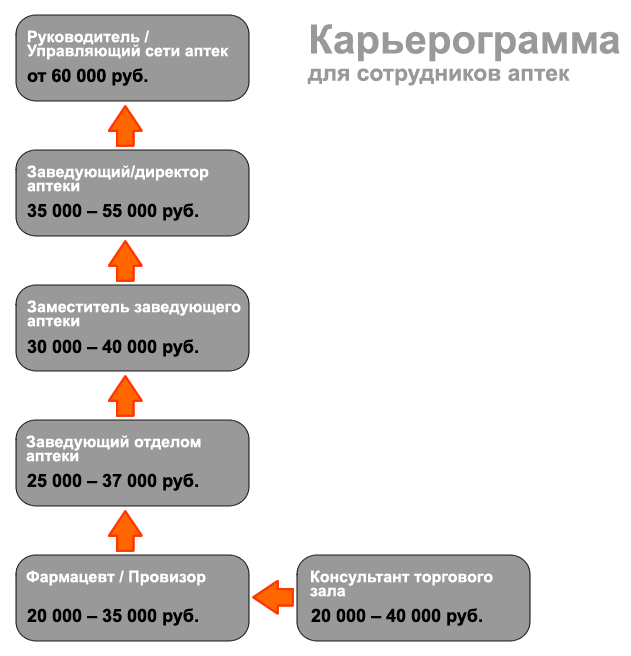 Карьерограмма
для сотрудников аптек
Руководитель /
Управляющий сети аптек
от 60 000 руб.
Заведующий/директор
аптеки
35 000 – 55 000 руб.
Заместитель заведующего
аптеки
30 000 – 40 000 руб.
Заведующий отделом
аптеки
25 000 – 37 000 руб.
Фармацевт / Провизор
20 000 – 35 000 руб.
Консультант торгового
зала
20 000 – 40 000 руб.